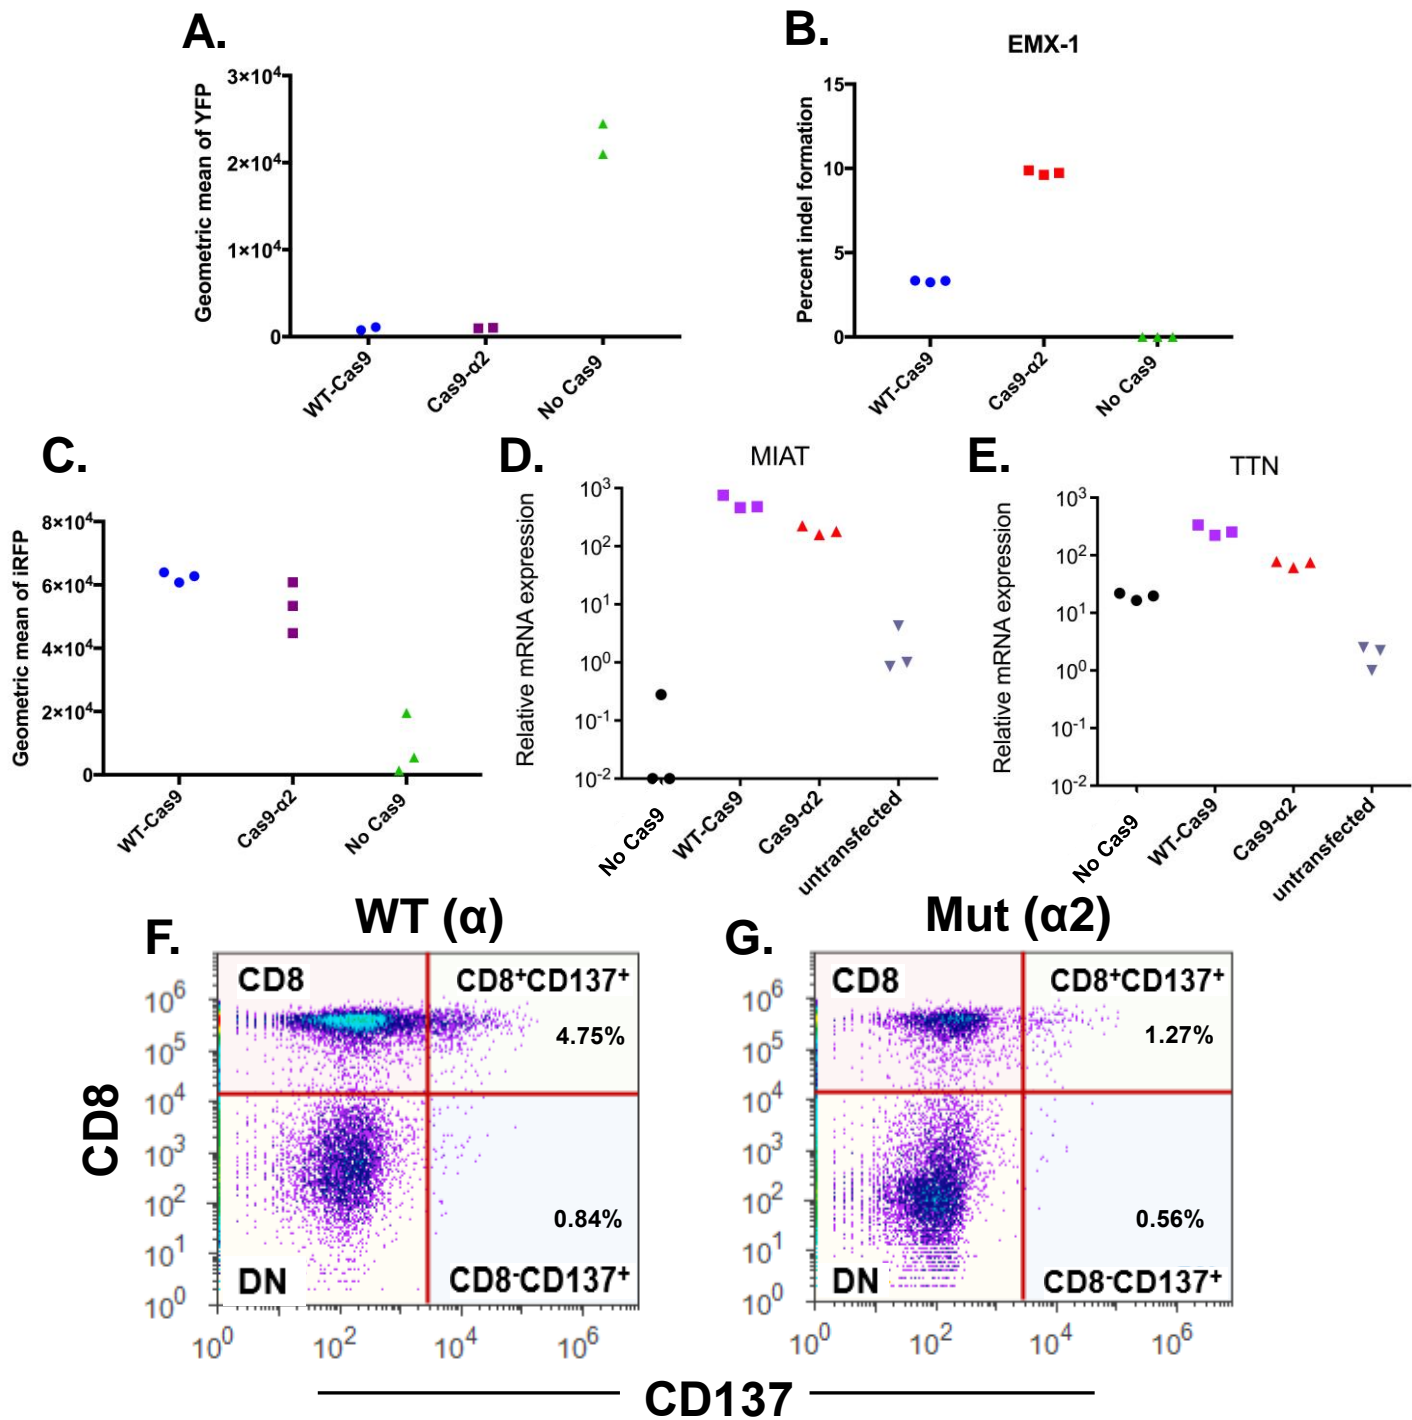 A.
Geometric mean of YFP
3×10⁴
2×10⁴
1×10⁴
0
WT-Cas9
Cas9-α2
No Cas9
B.
EMX-1
Percent indel formation
15
10
5
0
WT-Cas9
Cas9-α2
No Cas9
C.
Geometric mean of iRFP
8×10⁴
6×10⁴
4×10⁴
2×10⁴
0
WT-Cas9
Cas9-α2
No Cas9
D.
MIAT
Relative mRNA expression
10³
10²
10¹
10⁰
10⁻¹
10⁻²
No Cas9
WT-Cas9
Cas9-α2
untransfected
E.
TTN
Relative mRNA expression
10³
10²
10¹
10⁰
10⁻¹
10⁻²
No Cas9
WT-Cas9
Cas9-α2
untransfected
F.
WT (α)
CD8
CD8⁺CD137⁺
4.75%
0.84%
DN
CD8⁻CD137⁺
10⁶
10⁵
10⁴
10³
10²
10¹
10⁰
10⁰ 10² 10⁴ 10⁶
G.
Mut (α2)
CD8
CD8⁺CD137⁺
1.27%
0.56%
DN
CD8⁻CD137⁺
10⁶
10⁵
10⁴
10³
10²
10¹
10⁰
10⁰ 10² 10⁴ 10⁶
CD8
CD137